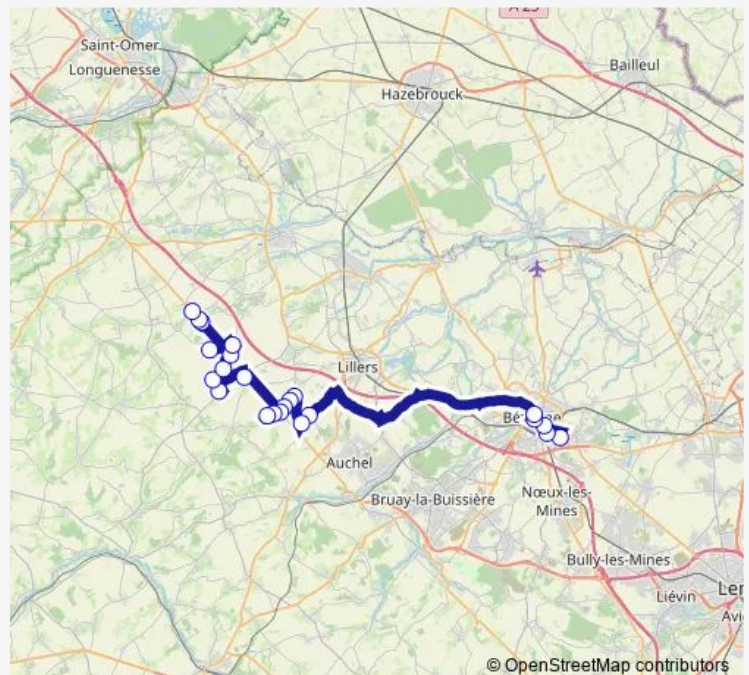 A 25
Saint-Omer
Longuenesse
Bailleul
Hazebrouck
Lillers
Auchel
Bruay-la-Buissière
Nœux-les-
Mines
Bully-les-Mines
Liévin
© OpenStreetMap contributors